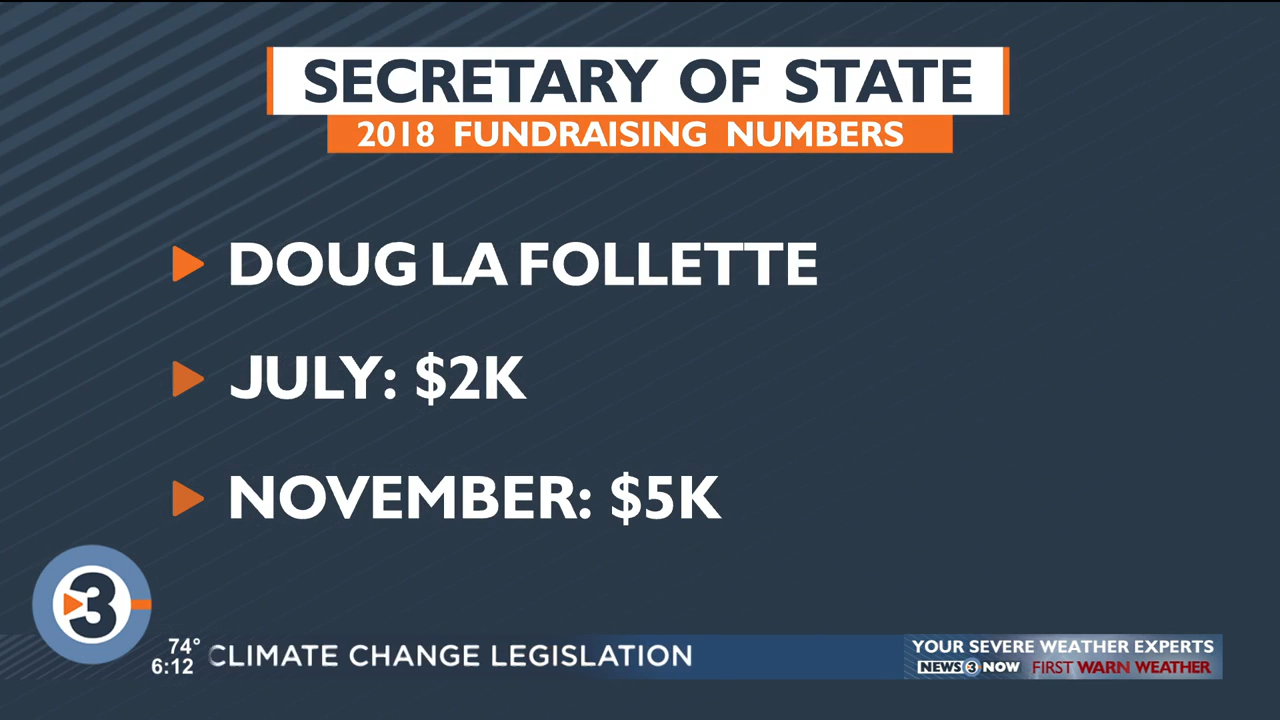 SECRETARY OF STATE
2018 FUNDRAISING NUMBERS
DOUG LA FOLLETTE
JULY: $2K
NOVEMBER: $5K
3
74°
6:12
CLIMATE CHANGE LEGISLATION
YOUR SEVERE WEATHER EXPERTS
NEWS 3 NOW FIRST WARN WEATHER